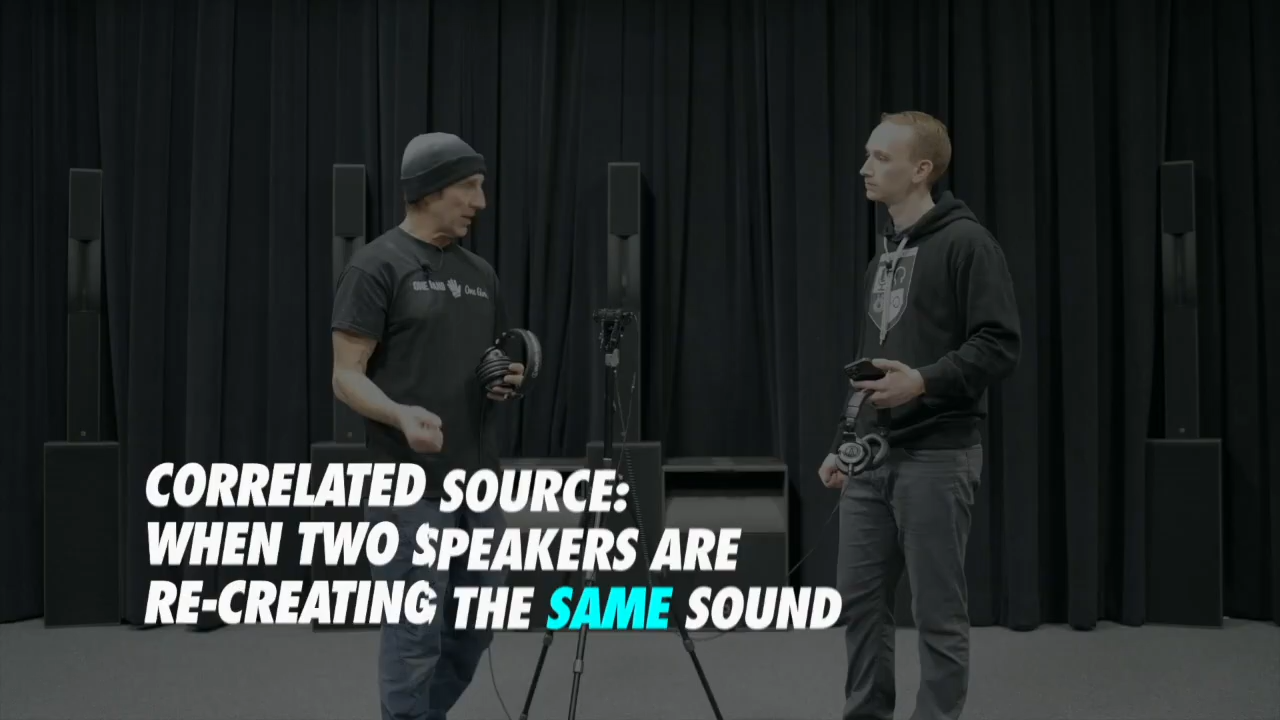 CORRELATED SOURCE:
WHEN TWO SPEAKERS ARE
RE-CREATING THE SAME SOUND